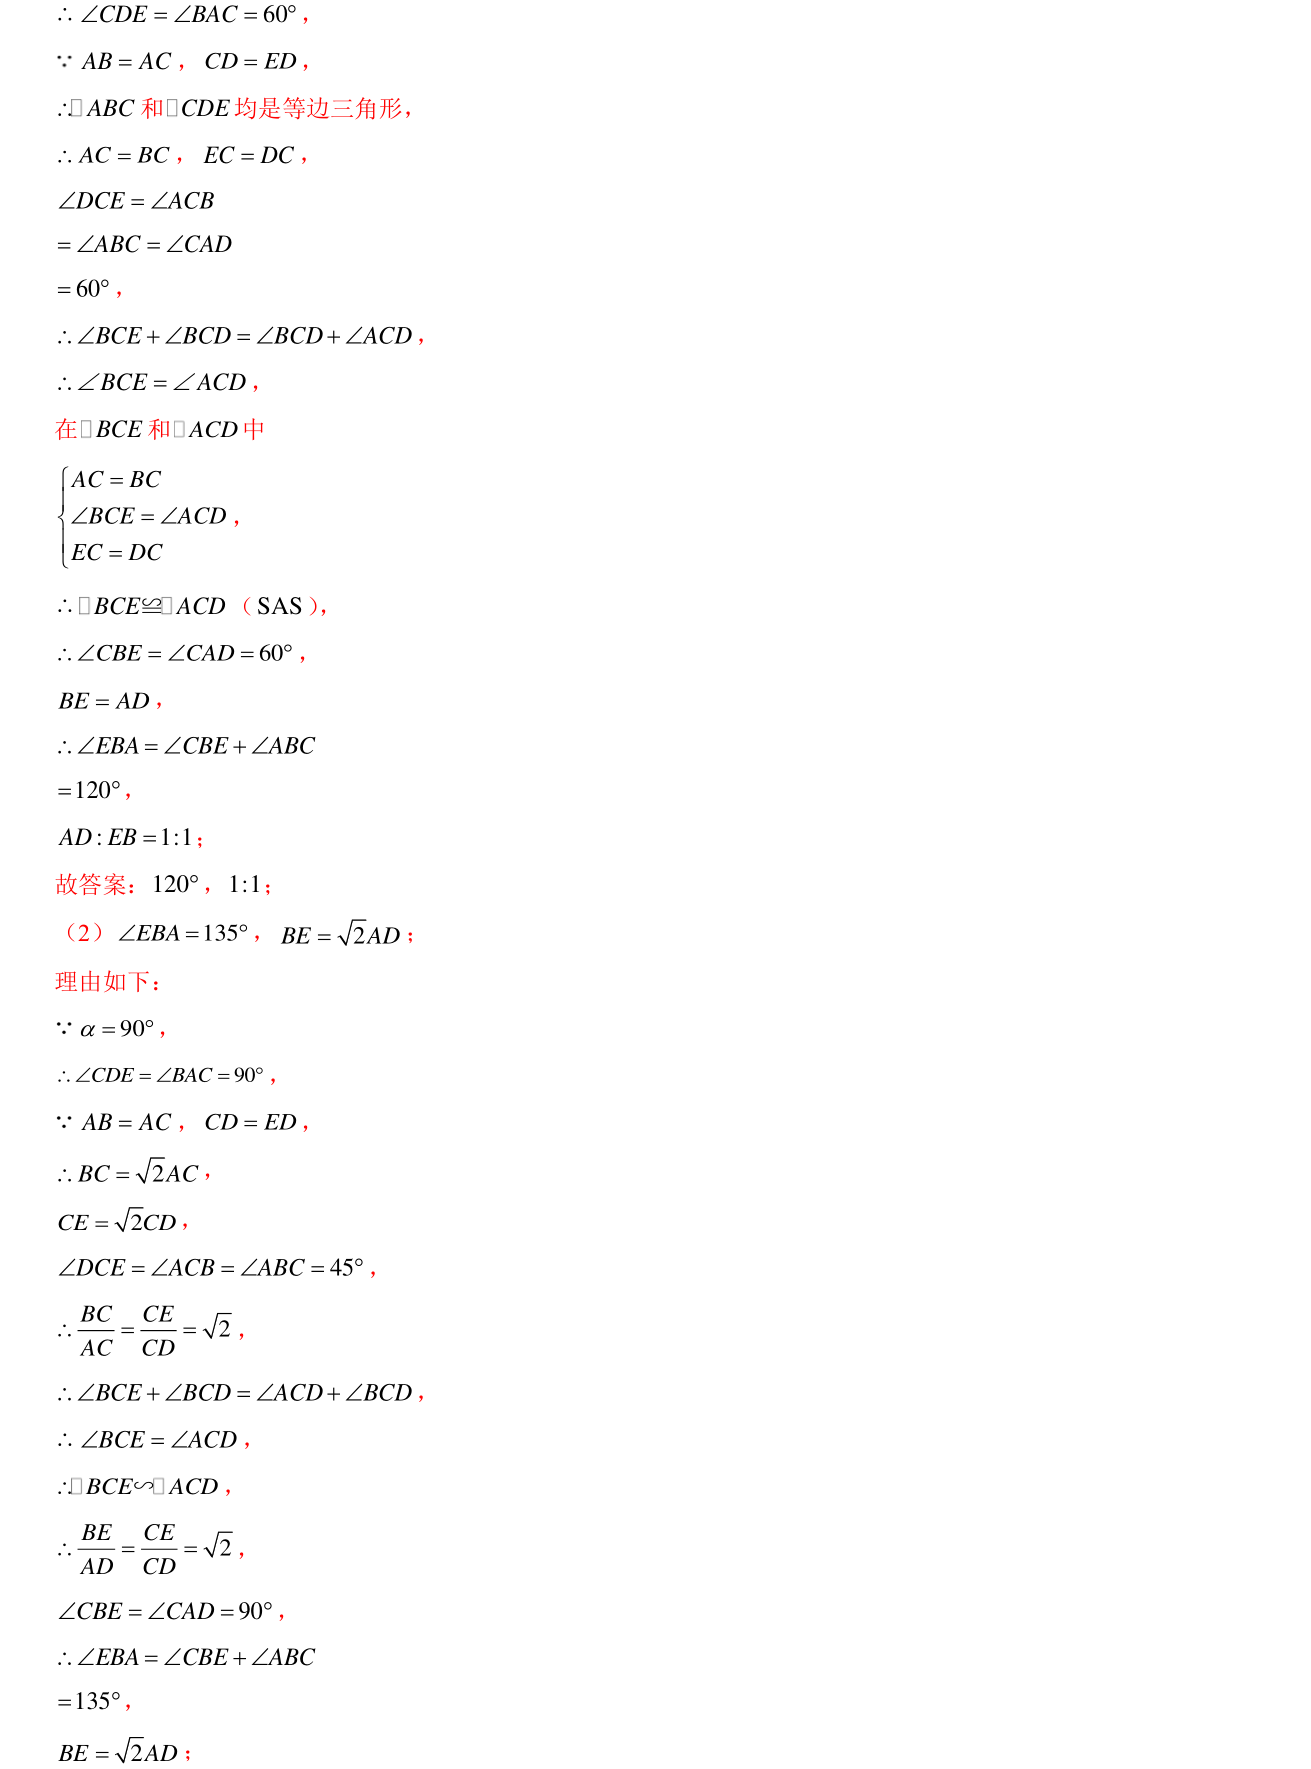 ∴ ∠CDE = ∠BAC = 60°，
∵ AB = AC， CD = ED，
∴□ ABC 和□CDE 均是等边三角形，
∴ AC = BC， EC = DC，
∠DCE = ∠ACB
= ∠ABC = ∠CAD
= 60°，
∴∠BCE + ∠BCD = ∠BCD + ∠ACD，
∴∠BCE = ∠ACD，
在□BCE 和□ACD 中
{AC = BC
∠BCE = ∠ACD，
EC = DC
∴□BCE≌□ACD（SAS），
∴∠CBE = ∠CAD = 60°，
BE = AD，
∴∠EBA = ∠CBE + ∠ABC
=120°，
AD : EB =1:1；
故答案：120°，1:1；
（2）∠EBA =135°， BE = √2AD；
理由如下：
∵ α = 90°，
∴∠CDE = ∠BAC = 90°，
∵ AB = AC， CD = ED，
∴BC = √2AC，
CE = √2CD，
∠DCE = ∠ACB = ∠ABC = 45°，
∴BC/AC = CE/CD = √2，
∴∠BCE + ∠BCD = ∠ACD + ∠BCD，
∴ ∠BCE = ∠ACD，
∴□BCE∽□ACD，
∴BE/AD = CE/CD = √2，
∠CBE = ∠CAD = 90°，
∴∠EBA = ∠CBE + ∠ABC
=135°，
BE = √2AD；